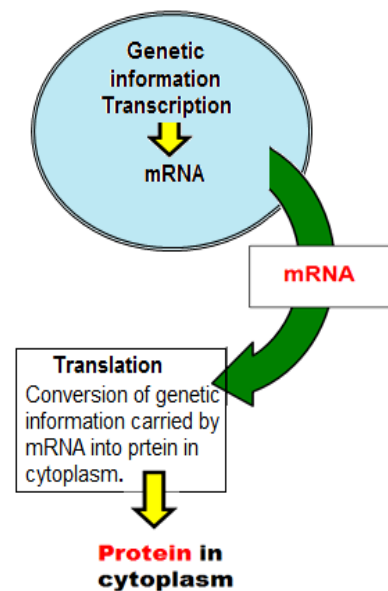 Genetic
information
Transcription
mRNA
mRNA
Translation
Conversion of genetic
information carried by
mRNA into prtein in
cytoplasm.
Protein in
cytoplasm